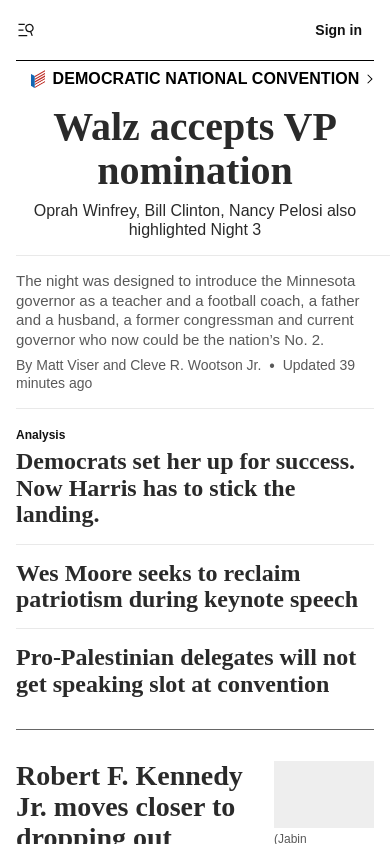 Sign in
DEMOCRATIC NATIONAL CONVENTION
Walz accepts VP
nomination
Oprah Winfrey, Bill Clinton, Nancy Pelosi also
highlighted Night 3
The night was designed to introduce the Minnesota
governor as a teacher and a football coach, a father
and a husband, a former congressman and current
governor who now could be the nation's No. 2.
By Matt Viser and Cleve R. Wootson Jr. • Updated 39
minutes ago
Analysis
Democrats set her up for success.
Now Harris has to stick the
landing.
Wes Moore seeks to reclaim
patriotism during keynote speech
Pro-Palestinian delegates will not
get speaking slot at convention
Robert F. Kennedy
Jr. moves closer to
dropping out
(Jabin